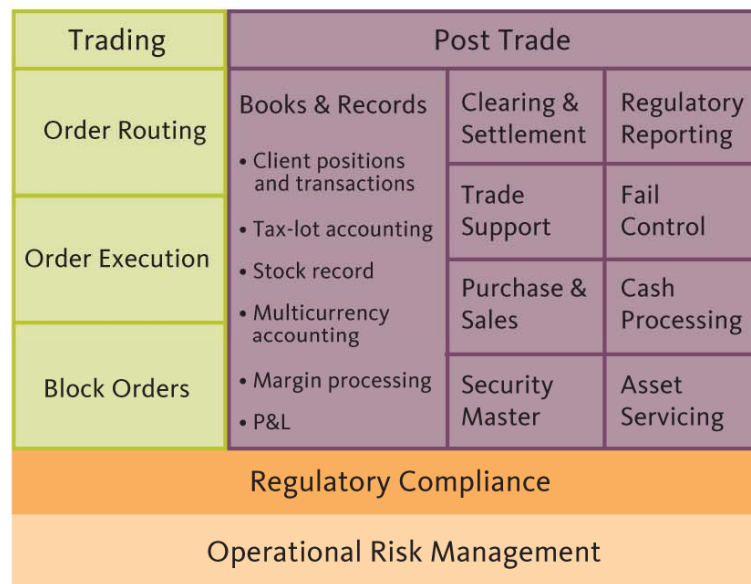 Trading
Order Routing
Order Execution
Block Orders
Post Trade
Books & Records
• Client positions
and transactions
• Tax-lot accounting
• Stock record
• Multicurrency
accounting
• Margin processing
• P&L
Clearing &
Settlement
Regulatory
Reporting
Trade
Support
Fail
Control
Purchase &
Sales
Cash
Processing
Security
Master
Asset
Servicing
Regulatory Compliance
Operational Risk Management